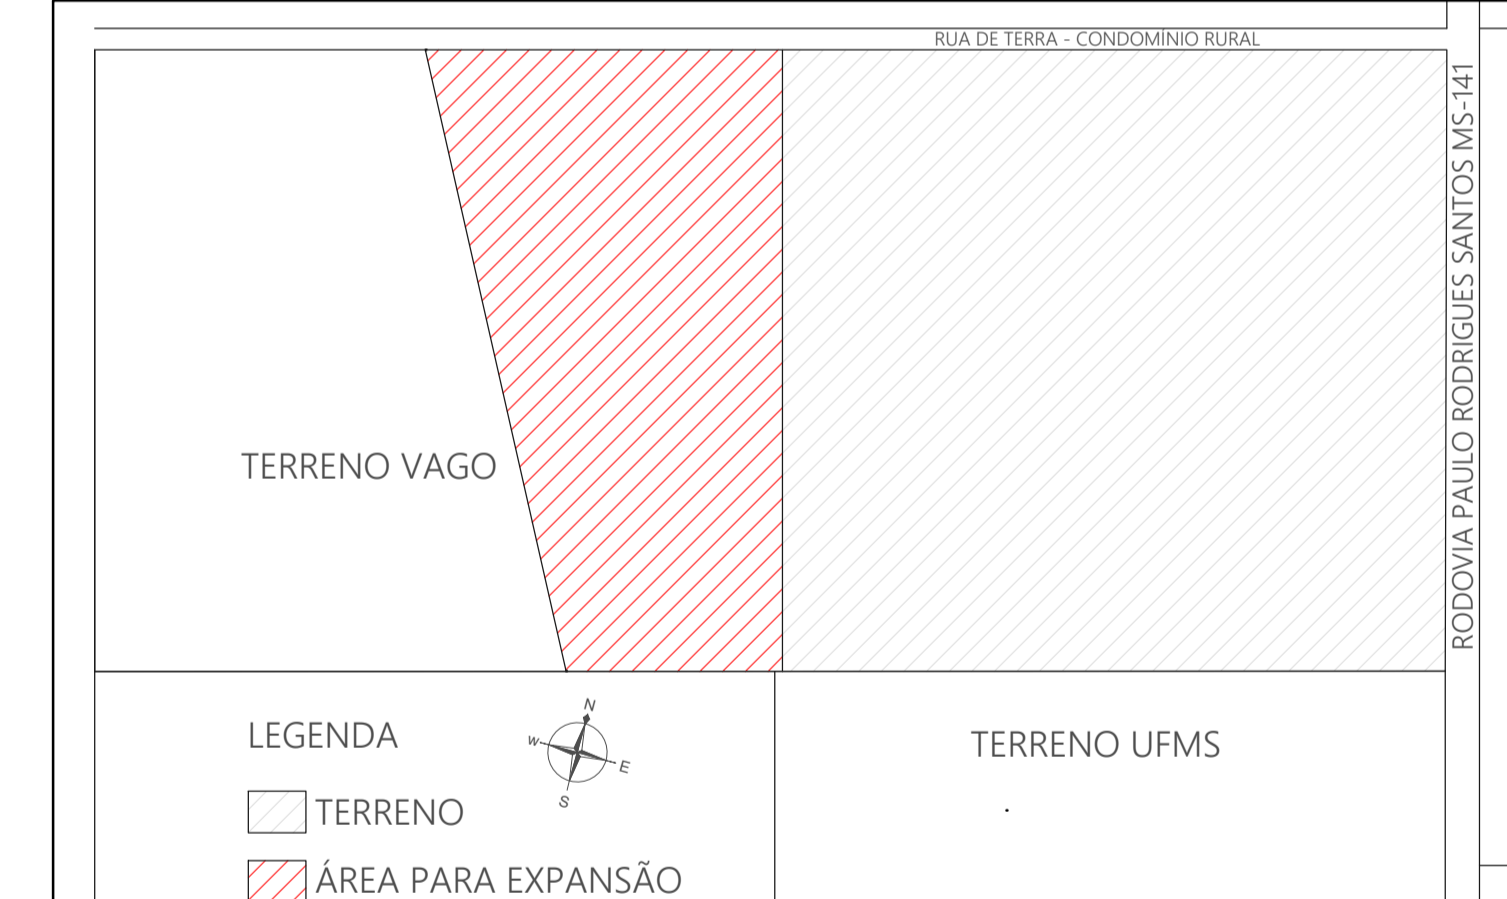 RUA DE TERRA - CONDOMÍNIO RURAL
RODOVIA PAULO RODRIGUES SANTOS MS-141
TERRENO VAGO
LEGENDA
N
W
E
S
TERRENO UFMS
TERRENO
ÁREA PARA EXPANSÃO